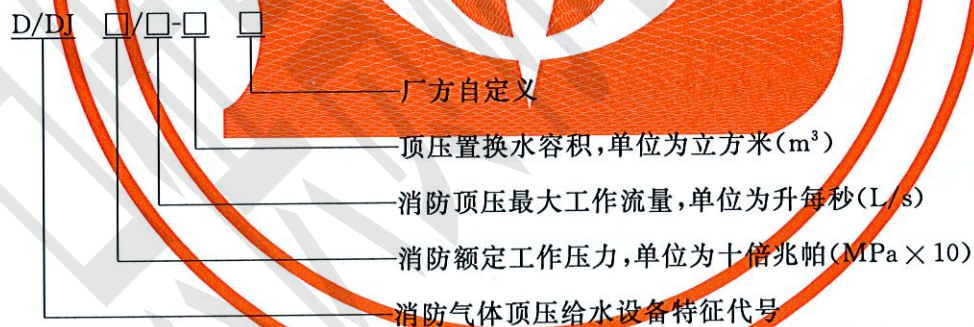 D/DJ □/□-□ □
厂方自定义
顶压置换水容积,单位为立方米(m³)
消防顶压最大工作流量,单位为升每秒(L/s)
消防额定工作压力,单位为十倍兆帕(MPa×10)
消防气体顶压给水设备特征代号